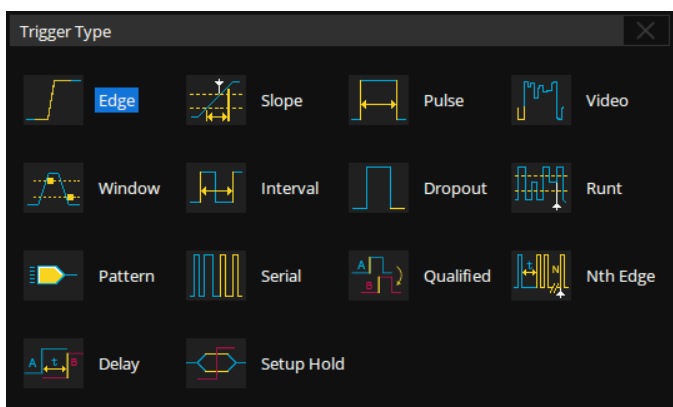 Trigger Type
Edge Slope Pulse Video
Window Interval Dropout Runt
Pattern Serial A B Qualified t N Nth Edge
A t B Delay Setup Hold